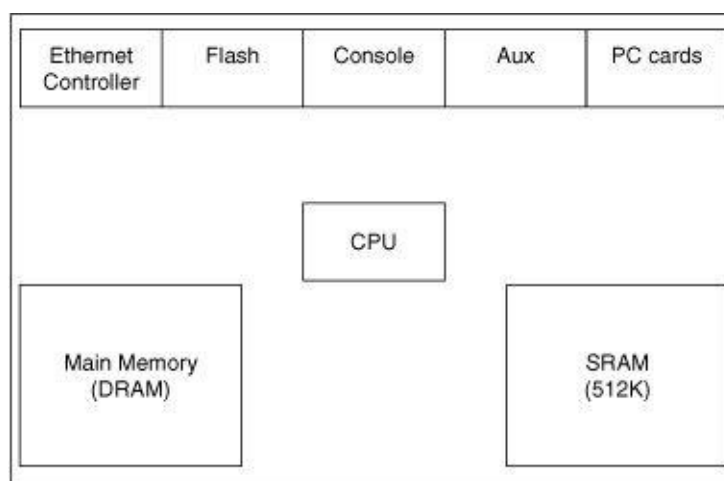 Ethernet
Controller
Flash
Console
Aux
PC cards
CPU
Main Memory
(DRAM)
SRAM
(512K)